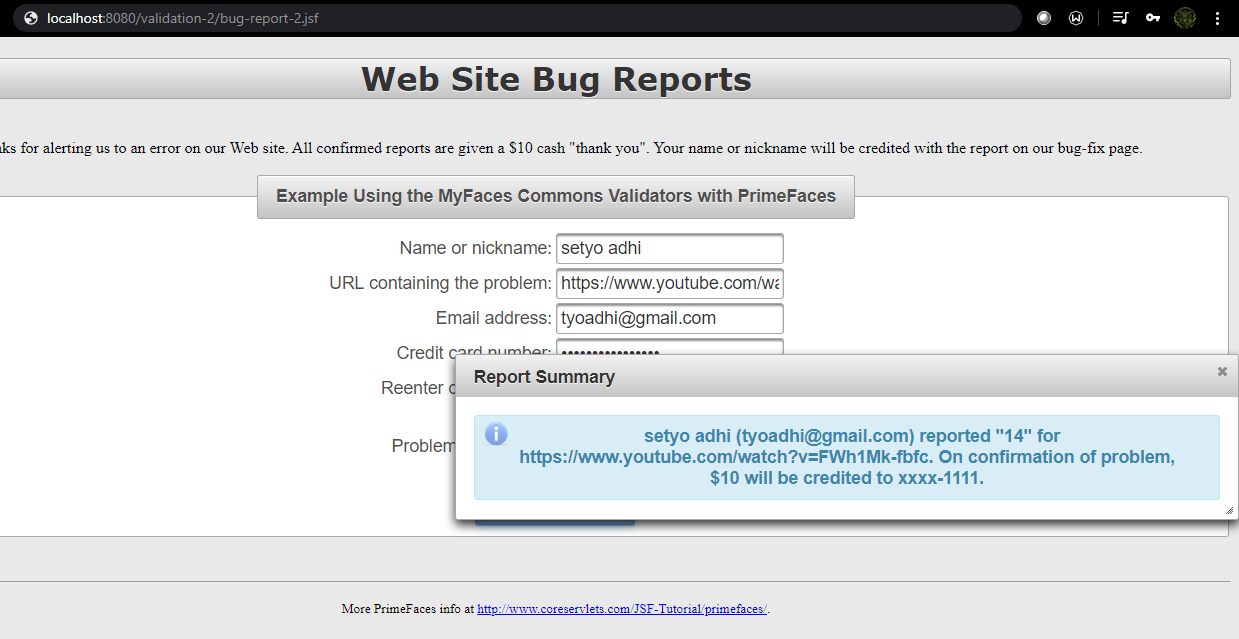 localhost:8080/validation-2/bug-report-2.jsf
Web Site Bug Reports
for alerting us to an error on our Web site. All confirmed reports are given a $10 cash "thank you". Your name or nickname will be credited with the report on our bug-fix page.
Example Using the MyFaces Commons Validators with PrimeFaces
Name or nickname: setyo adhi
URL containing the problem: https://www.youtube.com/wa
Email address: tyoadhi@gmail.com
Credit card number: ••••••••••••••••
Reenter
Problem
Report Summary
setyo adhi (tyoadhi@gmail.com) reported "14" for
https://www.youtube.com/watch?v=FWh1Mk-fbfc. On confirmation of problem,
$10 will be credited to xxxx-1111.
More PrimeFaces info at http://www.coreservlets.com/JSF-Tutorial/primefaces/.